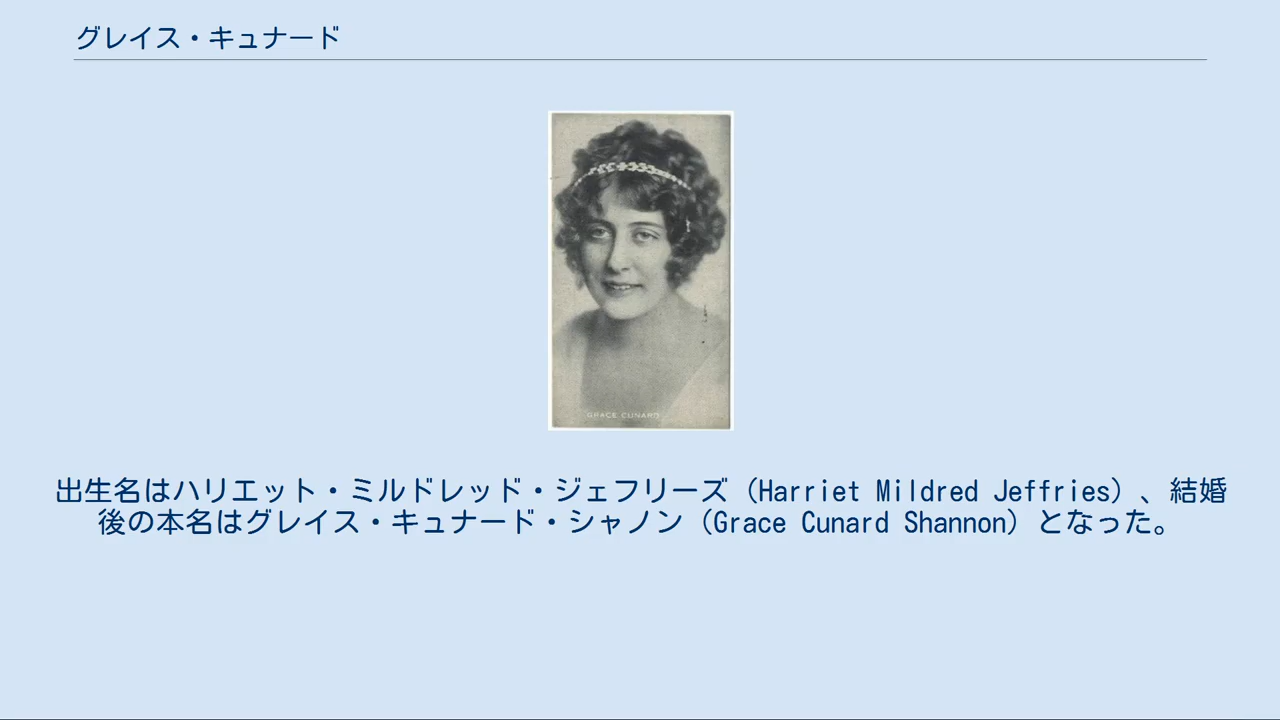 グレイス・キュナード
GRACE CUNARD
出生名はハリエット・ミルドレッド・ジェフリーズ（Harriet Mildred Jeffries）、結婚
後の本名はグレイス・キュナード・シャノン（Grace Cunard Shannon）となった。